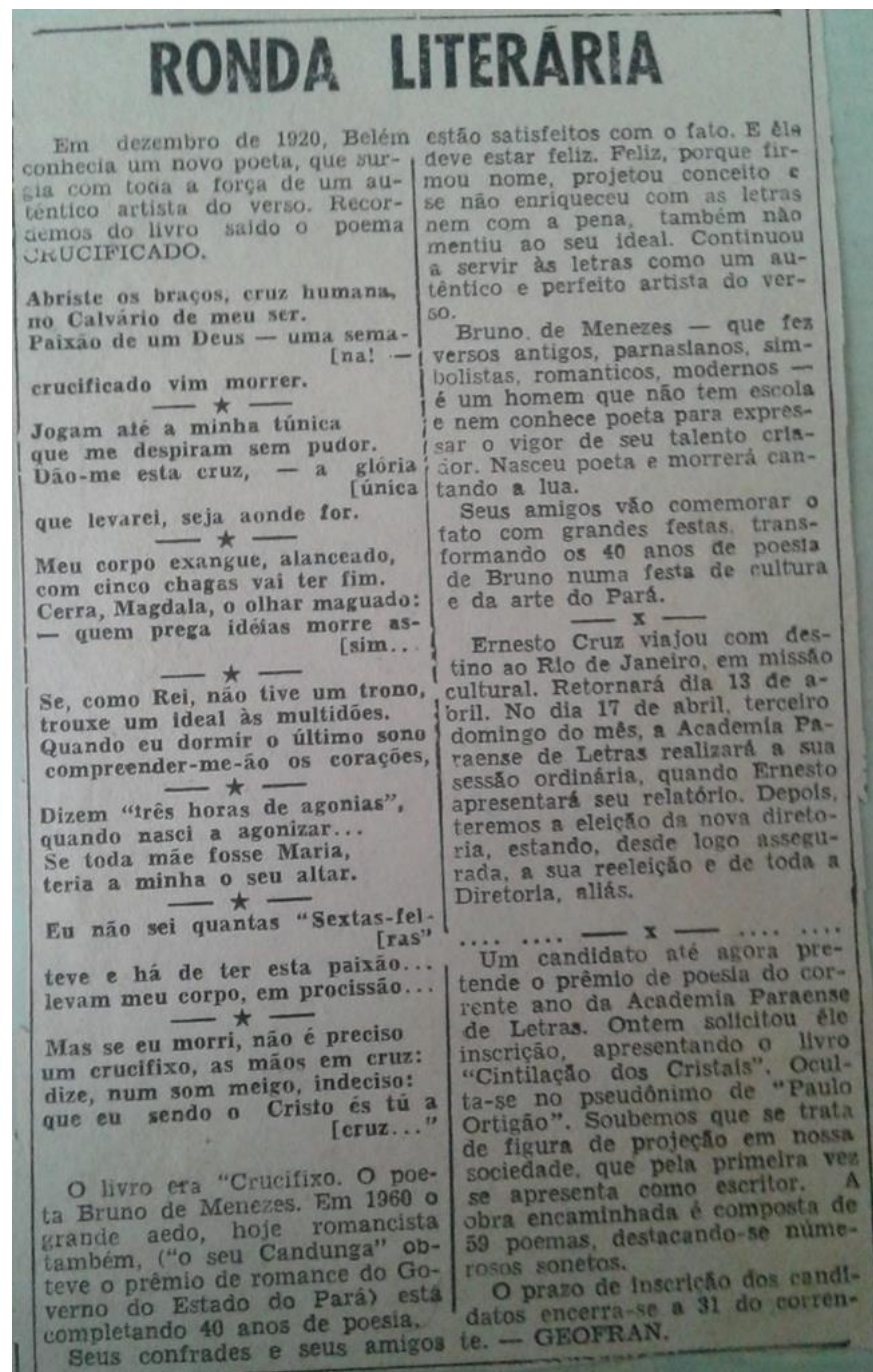 RONDA LITERÁRIA
Em dezembro de 1920, Belém
conhecia um novo poeta, que sur-
gia com toda a força de um au-
têntico artista do verso. Recor-
demos do livro saído o poema
CRUCIFICADO.
Abriste os braços, cruz humana,
no Calvário de meu ser.
Paixão de um Deus — uma sema-
[na! —
crucificado vim morrer.
— ★ —
Jogam até a minha túnica
que me despiram sem pudor.
Dão-me esta cruz, — a glória
[única
que levarei, seja aonde for.
— ★ —
Meu corpo exangue, alanceado,
com cinco chagas vai ter fim.
Cerra, Magdala, o olhar maguado:
— quem prega idéias morre as-
[sim...
— ★ —
Se, como Rei, não tive um trono,
trouxe um ideal às multidões.
Quando eu dormir o último sono
compreender-me-ão os corações,
— ★ —
Dizem "três horas de agonias",
quando nasci a agonizar...
Se toda mãe fosse Maria,
teria a minha o seu altar.
— ★ —
Eu não sei quantas "Sextas-fei-
[ras"
teve e há de ter esta paixão...
levam meu corpo, em procissão...
— ★ —
Mas se eu morri, não é preciso
um crucifixo, as mãos em cruz:
dize, num som meigo, indeciso:
que eu sendo o Cristo és tú a
[cruz..."
O livro era "Crucifixo. O poe-
ta Bruno de Menezes. Em 1960 o
grande aedo, hoje romancista
também, ("o seu Candunga" ob-
teve o prêmio de romance do Go-
verno do Estado do Pará) está
completando 40 anos de poesia.
Seus confrades e seus amigos
estão satisfeitos com o fato. E êle
deve estar feliz. Feliz, porque fir-
mou nome, projetou conceito e
se não enriqueceu com as letras
nem com a pena, também não
mentiu ao seu ideal. Continuou
a servir às letras como um au-
têntico e perfeito artista do ver-
so.
Bruno de Menezes — que fez
versos antigos, parnasianos, sim-
bolistas, romanticos, modernos —
é um homem que não tem escola
e nem conhece poeta para expres-
sar o vigor de seu talento cria-
dor. Nasceu poeta e morrerá can-
tando a lua.
Seus amigos vão comemorar o
fato com grandes festas, trans-
formando os 40 anos de poesia
de Bruno numa festa de cultura
e da arte do Pará.
— x —
Ernesto Cruz viajou com des-
tino ao Rio de Janeiro, em missão
cultural. Retornará dia 13 de a-
bril. No dia 17 de abril, terceiro
domingo do mês, a Academia Pa-
raense de Letras realizará a sua
sessão ordinária, quando Ernesto
apresentará seu relatório. Depois,
teremos a eleição da nova direto-
ria, estando, desde logo assegu-
rada, a sua reeleição e de toda a
Diretoria, aliás.
.... .... — x — .... ....
Um candidato até agora pre-
tende o prêmio de poesia do cor-
rente ano da Academia Paraense
de Letras. Ontem solicitou êle
inscrição, apresentando o livro
"Cintilação dos Cristais". Ocul-
ta-se no pseudônimo de "Paulo
Ortigão". Soubemos que se trata
de figura de projeção em nossa
sociedade, que pela primeira vez
se apresenta como escritor. A
obra encaminhada é composta de
59 poemas, destacando-se núme-
rosos sonetos.
O prazo de inscrição dos candi-
datos encerra-se a 31 do corren-
te. — GEOFRAN.